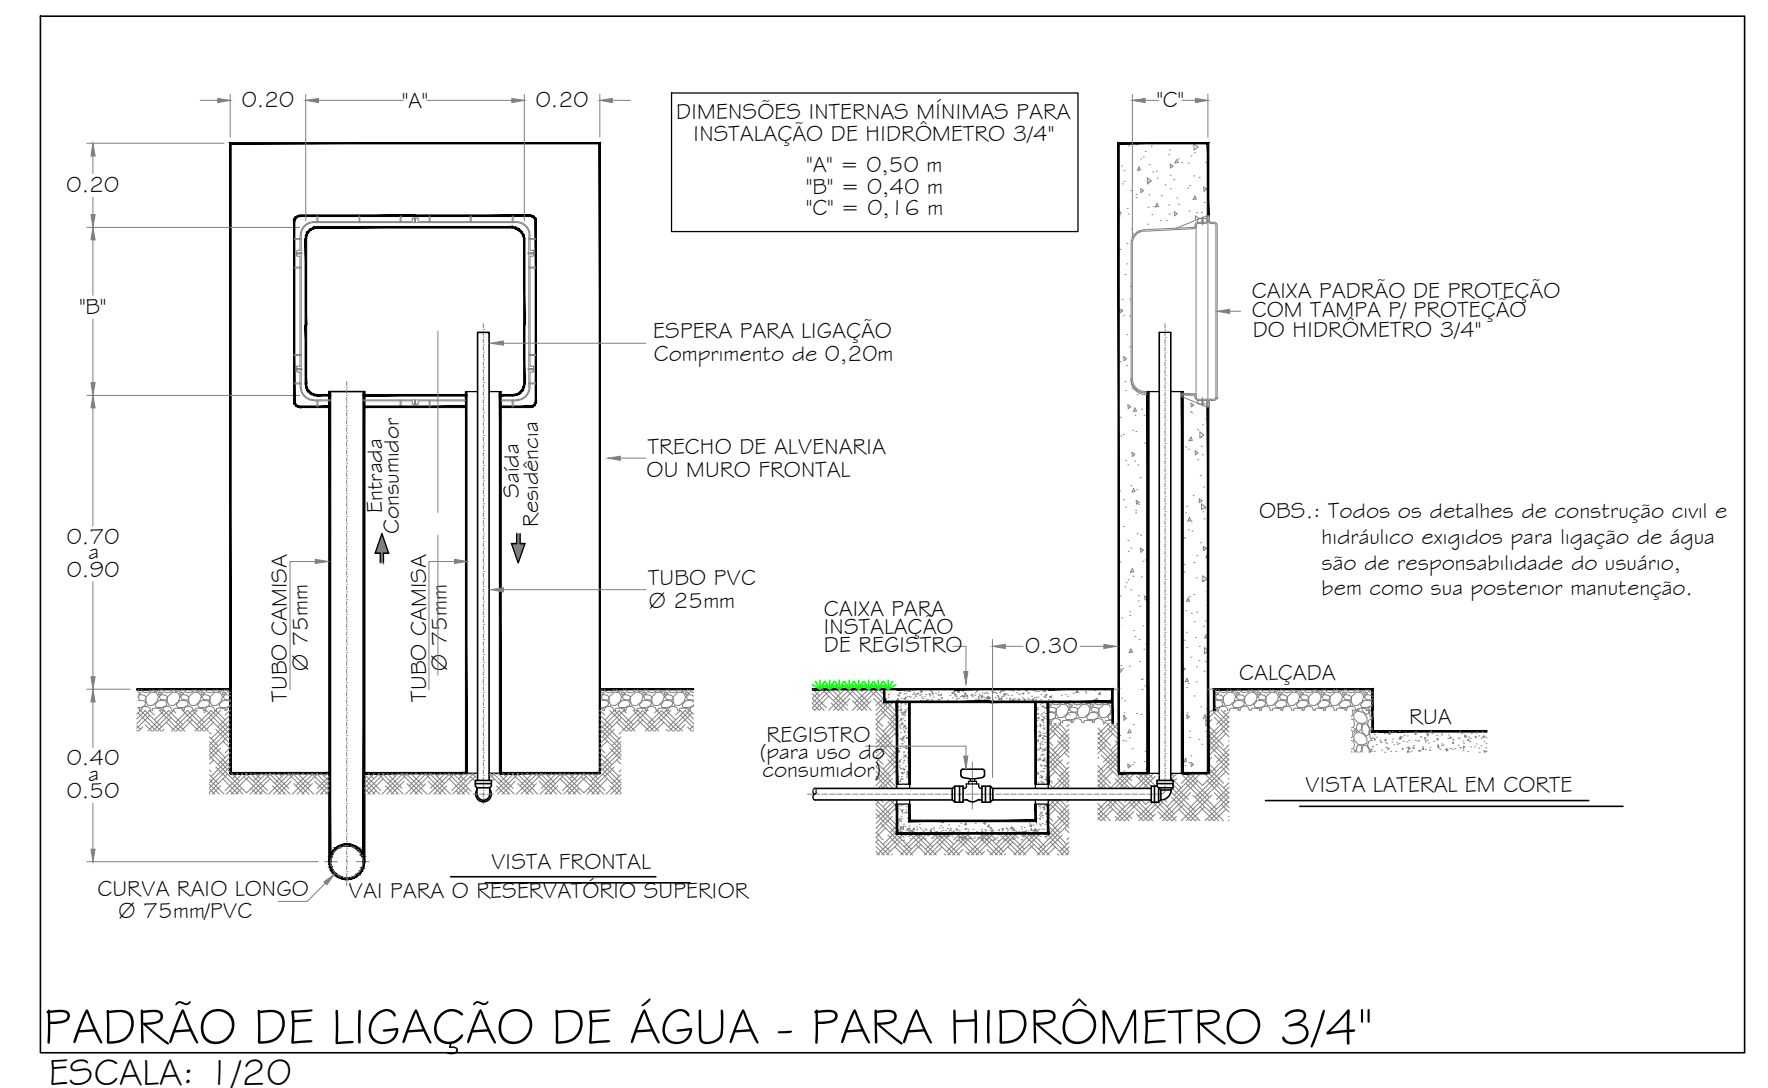 0.20
"A"
0.20
0.20
"B"
0.70
a
0.90
0.40
a
0.50
DIMENSÕES INTERNAS MÍNIMAS PARA
INSTALAÇÃO DE HIDRÔMETRO 3/4"
"A" = 0,50 m
"B" = 0,40 m
"C" = 0,16 m
"C"
ESPERA PARA LIGAÇÃO
Comprimento de 0,20m
CAIXA PADRÃO DE PROTEÇÃO
COM TAMPA P/ PROTEÇÃO
DO HIDRÔMETRO 3/4"
Entrada
Consumidor
Saída
Residência
TRECHO DE ALVENARIA
OU MURO FRONTAL
TUBO CAMISA
Ø 75mm
TUBO CAMISA
Ø 75mm
TUBO PVC
Ø 25mm
OBS.: Todos os detalhes de construção civil e
hidráulico exigidos para ligação de água
são de responsabilidade do usuário,
bem como sua posterior manutenção.
CAIXA PARA
INSTALAÇÃO
DE REGISTRO
0.30
CALÇADA
RUA
REGISTRO
(para uso do
consumidor)
VISTA LATERAL EM CORTE
VISTA FRONTAL
CURVA RAIO LONGO
Ø 75mm/PVC
VAI PARA O RESERVATÓRIO SUPERIOR
PADRÃO DE LIGAÇÃO DE ÁGUA - PARA HIDRÔMETRO 3/4"
ESCALA: 1/20